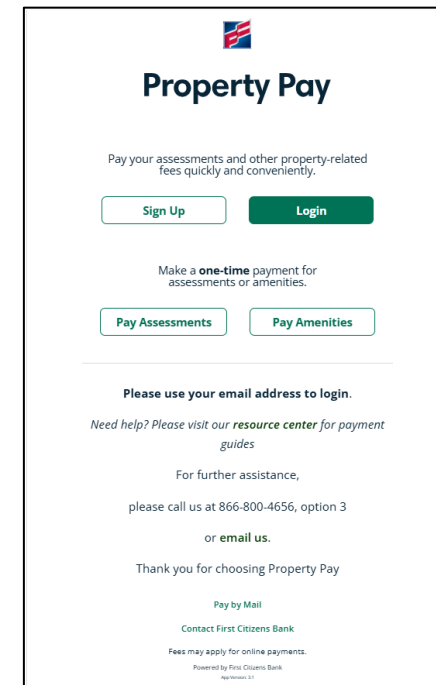 Property Pay
Pay your assessments and other property-related
fees quickly and conveniently.
Sign Up
Login
Make a one-time payment for
assessments or amenities.
Pay Assessments
Pay Amenities
Please use your email address to login.
Need help? Please visit our resource center for payment
guides
For further assistance,
please call us at 866-800-4656, option 3
or email us.
Thank you for choosing Property Pay
Pay by Mail
Contact First Citizens Bank
Fees may apply for online payments.
Powered by First Citizens Bank
App Version: 3.1